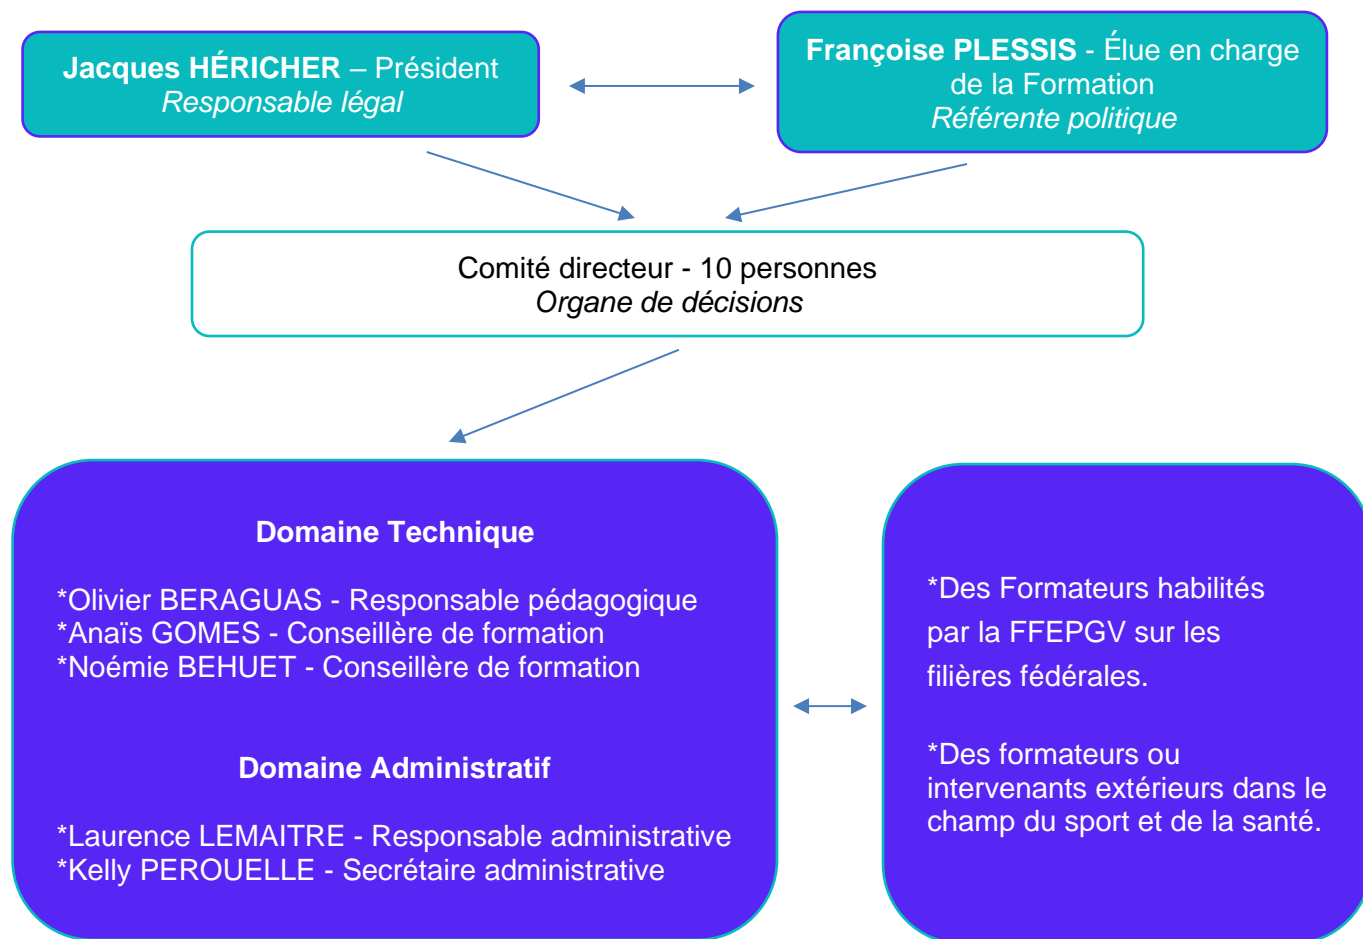 Jacques HÉRICHER – Président
Responsable légal
Françoise PLESSIS - Élue en charge
de la Formation
Référente politique
Comité directeur - 10 personnes
Organe de décisions
Domaine Technique
*Olivier BERAGUAS - Responsable pédagogique
*Anaïs GOMES - Conseillère de formation
*Noémie BEHUET - Conseillère de formation
Domaine Administratif
*Laurence LEMAITRE - Responsable administrative
*Kelly PEROUELLE - Secrétaire administrative
*Des Formateurs habilités
par la FFEPGV sur les
filières fédérales.
*Des formateurs ou
intervenants extérieurs dans le
champ du sport et de la santé.